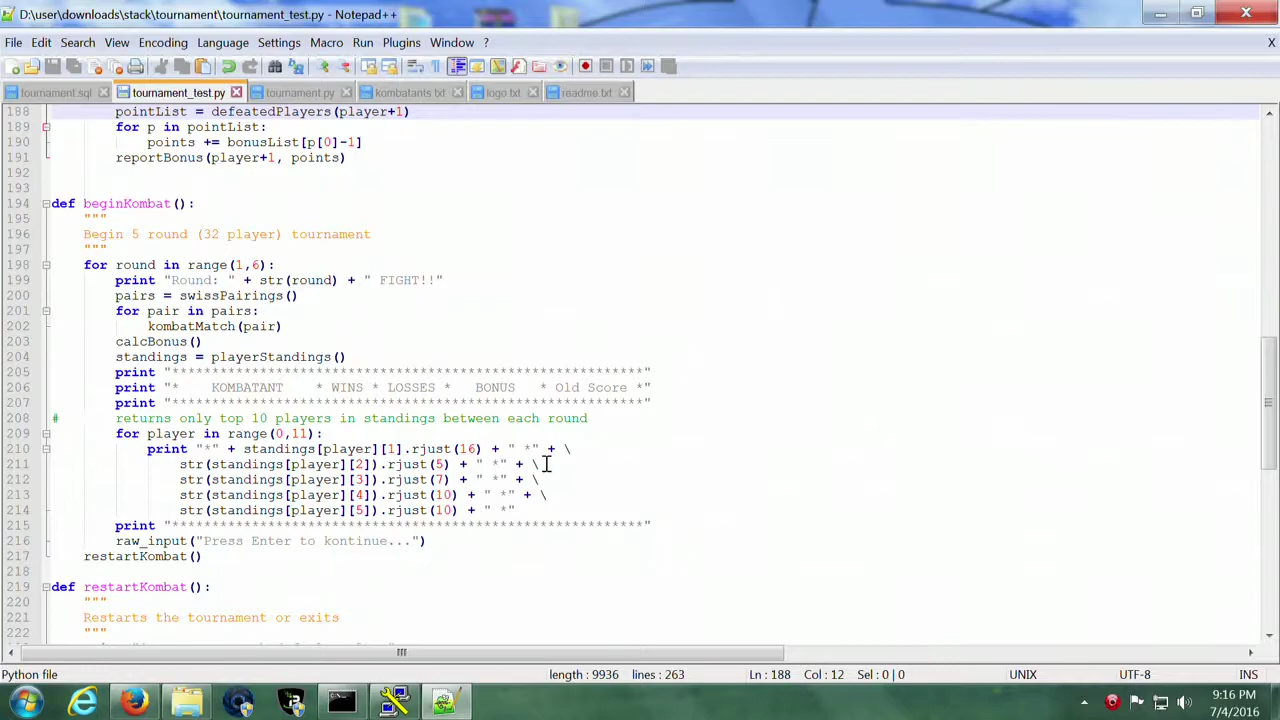 D:\user\downloads\stack\tournament\tournament_test.py - Notepad++
File Edit Search View Encoding Language Settings Macro Run Plugins Window ? X
tournament.sql tournament_test.py tournament.py kombatants.txt logo.txt readme.txt
188 pointList = defeatedPlayers(player+1)
189 for p in pointList:
190 points += bonusList[p[0]-1]
191 reportBonus(player+1, points)
192
193
194 def beginKombat():
195 """
196 Begin 5 round (32 player) tournament
197 """
198 for round in range(1,6):
199 print "Round: " + str(round) + " FIGHT!!"
200 pairs = swissPairings()
201 for pair in pairs:
202 kombatMatch(pair)
203 calcBonus()
204 standings = playerStandings()
205 print "***********************************************************"
206 print "* KOMBATANT * WINS * LOSSES * BONUS * Old Score *"
207 print "***********************************************************"
208 # returns only top 10 players in standings between each round
209 for player in range(0,11):
210 print "*" + standings[player][1].rjust(16) + " *" + \
211 str(standings[player][2]).rjust(5) + " *" + \
212 str(standings[player][3]).rjust(7) + " *" + \
213 str(standings[player][4]).rjust(10) + " *" + \
214 str(standings[player][5]).rjust(10) + " *"
215 print "***********************************************************"
216 raw_input("Press Enter to kontinue...")
217 restartKombat()
218
219 def restartKombat():
220 """
221 Restarts the tournament or exits
222 """
Python file length : 9936 lines : 263 Ln : 188 Col : 12 Sel : 0 | 0 UNIX UTF-8 INS
9:16 PM
7/4/2016